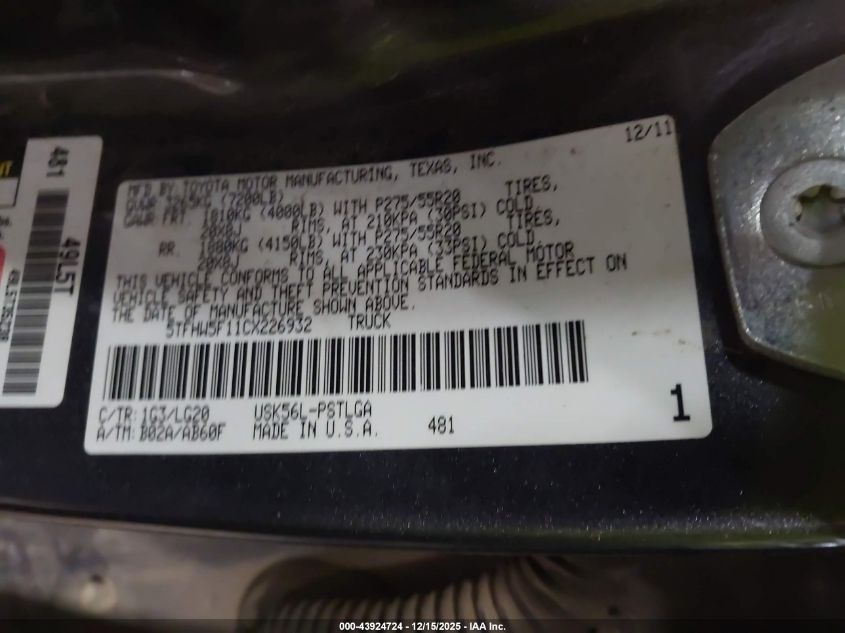 12/11
MFD BY TOYOTA MOTOR MANUFACTURING, TEXAS, INC.
GVWR 3265KG (7200LB)
GAWR FRT. 1810KG (4000LB) WITH P275/55R20 TIRES,
20X8J RIMS, AT 210KPA (30PSI) COLD.
RR. 1880KG (4150LB) WITH P275/55R20 TIRES,
20X8J RIMS, AT 230KPA (33PSI) COLD.
THIS VEHICLE CONFORMS TO ALL APPLICABLE FEDERAL MOTOR
VEHICLE SAFETY AND THEFT PREVENTION STANDARDS IN EFFECT ON
THE DATE OF MANUFACTURE SHOWN ABOVE.
5TFHW5F11CX226932 TRUCK
C/TR: 1G3/LG20 USK56L-PSTLGA
A/TM: B02A/AB60F MADE IN U.S.A. 481
1
481
49L5T
000-43924724 - 12/15/2025 - IAA Inc.